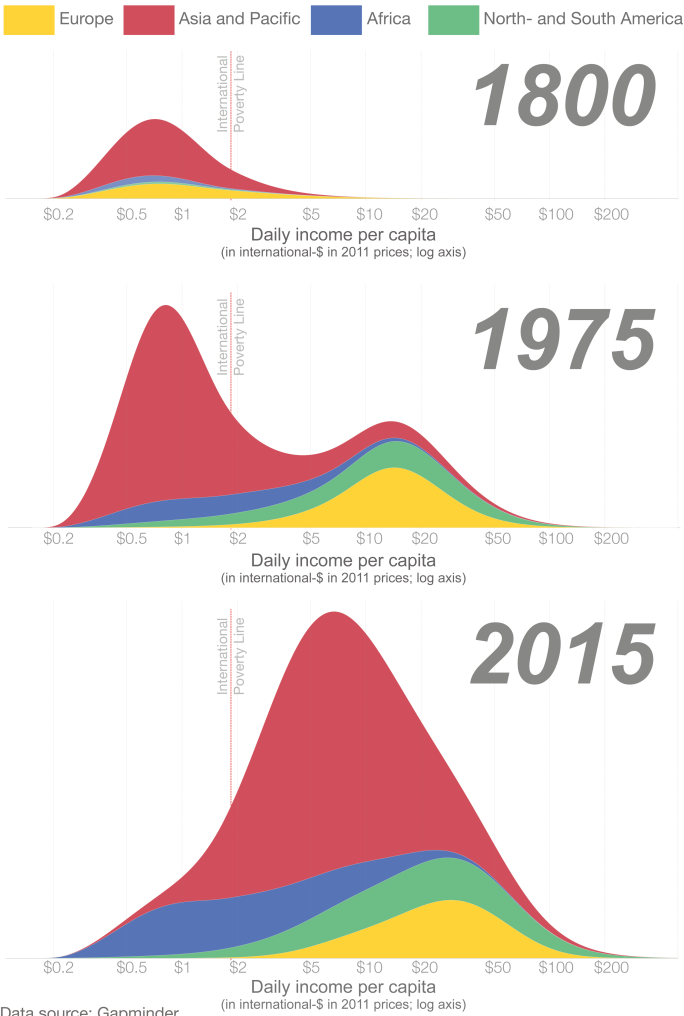 Europe Asia and Pacific Africa North- and South America
1800
International
Poverty Line
$0.2 $0.5 $1 $2 $5 $10 $20 $50 $100 $200
Daily income per capita
(in international-$ in 2011 prices; log axis)
1975
International
Poverty Line
$0.2 $0.5 $1 $2 $5 $10 $20 $50 $100 $200
Daily income per capita
(in international-$ in 2011 prices; log axis)
2015
International
Poverty Line
$0.2 $0.5 $1 $2 $5 $10 $20 $50 $100 $200
Daily income per capita
(in international-$ in 2011 prices; log axis)
Data source: Gapminder